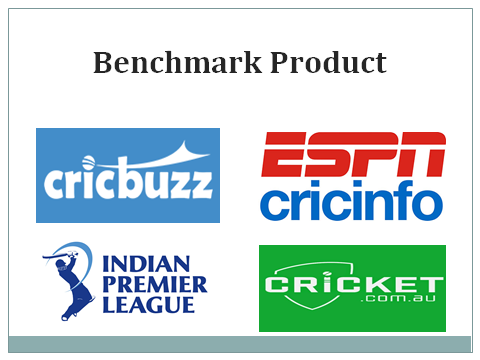 Benchmark Product
cricbuzz
ESPN
cricinfo
INDIAN
PREMIER
LEAGUE
CRICKET
.com.au